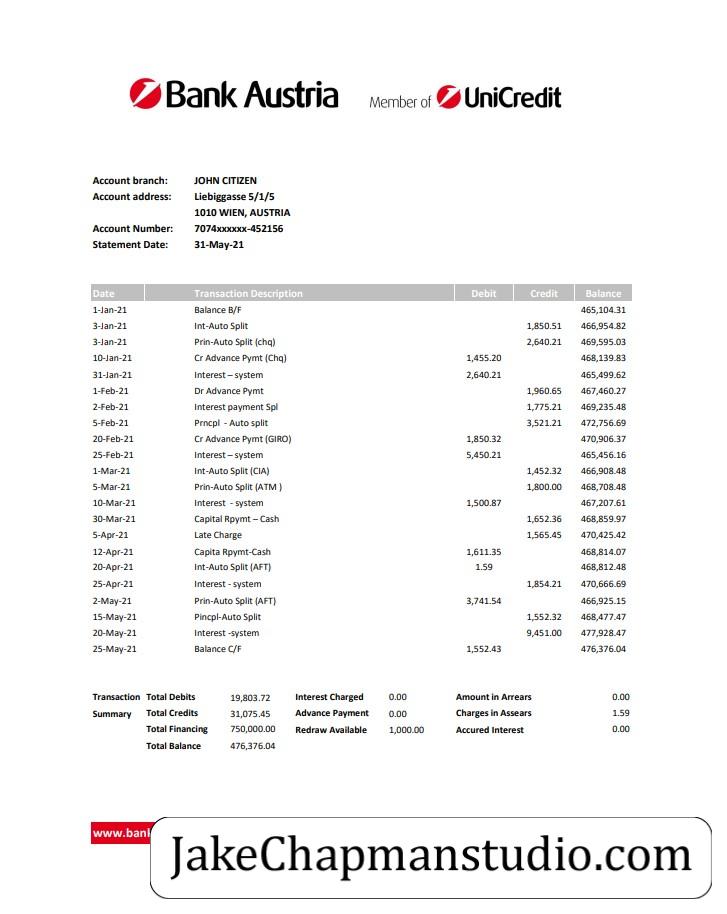 Bank Austria Member of UniCredit
Account branch: JOHN CITIZEN
Account address: Liebiggasse 5/1/5
1010 WIEN, AUSTRIA
Account Number: 7074xxxxxx-452156
Statement Date: 31-May-21
Date Transaction Description Debit Credit Balance
1-Jan-21 Balance B/F 465,104.31
3-Jan-21 Int-Auto Split 1,850.51 466,954.82
3-Jan-21 Prin-Auto Split (chq) 2,640.21 469,595.03
10-Jan-21 Cr Advance Pymt (Chq) 1,455.20 468,139.83
31-Jan-21 Interest – system 2,640.21 465,499.62
1-Feb-21 Dr Advance Pymt 1,960.65 467,460.27
2-Feb-21 Interest payment Spl 1,775.21 469,235.48
5-Feb-21 Prncpl - Auto split 3,521.21 472,756.69
20-Feb-21 Cr Advance Pymt (GIRO) 1,850.32 470,906.37
25-Feb-21 Interest – system 5,450.21 465,456.16
1-Mar-21 Int-Auto Split (CIA) 1,452.32 466,908.48
5-Mar-21 Prin-Auto Split (ATM ) 1,800.00 468,708.48
10-Mar-21 Interest - system 1,500.87 467,207.61
30-Mar-21 Capital Rpymt – Cash 1,652.36 468,859.97
5-Apr-21 Late Charge 1,565.45 470,425.42
12-Apr-21 Capita Rpymt-Cash 1,611.35 468,814.07
20-Apr-21 Int-Auto Split (AFT) 1.59 468,812.48
25-Apr-21 Interest - system 1,854.21 470,666.69
2-May-21 Prin-Auto Split (AFT) 3,741.54 466,925.15
15-May-21 Pincpl-Auto Split 1,552.32 468,477.47
20-May-21 Interest -system 9,451.00 477,928.47
25-May-21 Balance C/F 1,552.43 476,376.04
Transaction Total Debits 19,803.72 Interest Charged 0.00 Amount in Arrears 0.00
Summary Total Credits 31,075.45 Advance Payment 0.00 Charges in Assears 1.59
Total Financing 750,000.00 Redraw Available 1,000.00 Accured Interest 0.00
Total Balance 476,376.04
www.bank
JakeChapmanstudio.com